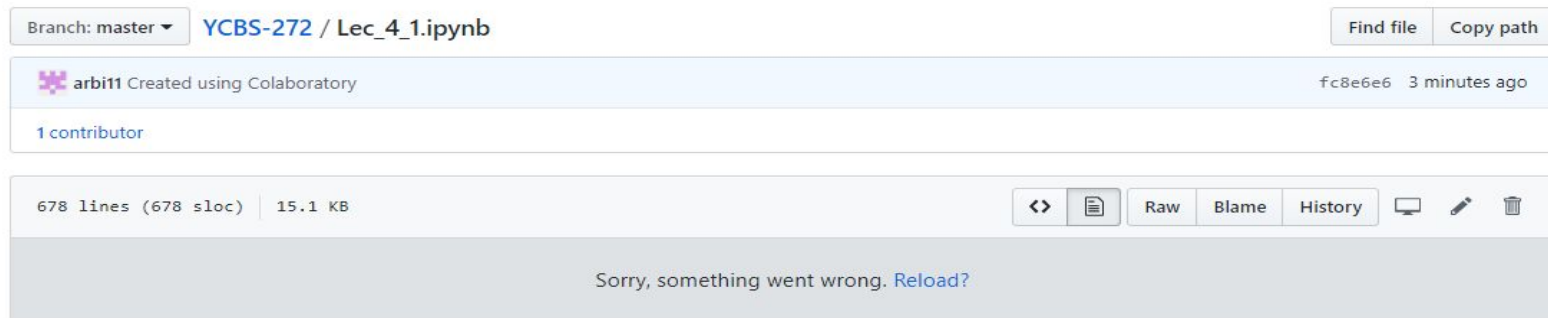 Branch: master YCBS-272 / Lec_4_1.ipynb Find file Copy path
arbi11 Created using Colaboratory fc8e6e6 3 minutes ago
1 contributor
678 lines (678 sloc) 15.1 KB <> Raw Blame History
Sorry, something went wrong. Reload?